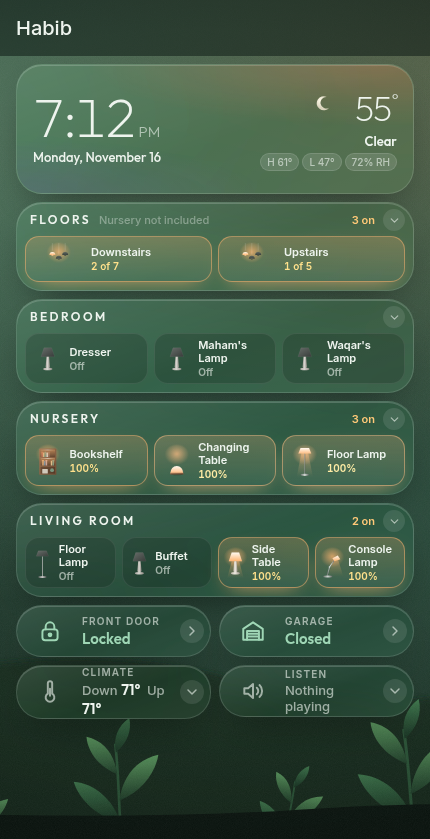 Habib
7:12 PM
Monday, November 16
55°
Clear
H 61° L 47° 72% RH
FLOORS Nursery not included 3 on
Downstairs
2 of 7
Upstairs
1 of 5
BEDROOM
Dresser
Off
Maham's
Lamp
Off
Waqar's
Lamp
Off
NURSERY 3 on
Bookshelf
100%
Changing
Table
100%
Floor Lamp
100%
LIVING ROOM 2 on
Floor
Lamp
Off
Buffet
Off
Side
Table
100%
Console
Lamp
100%
FRONT DOOR
Locked
GARAGE
Closed
CLIMATE
Down 71° Up
71°
LISTEN
Nothing
playing